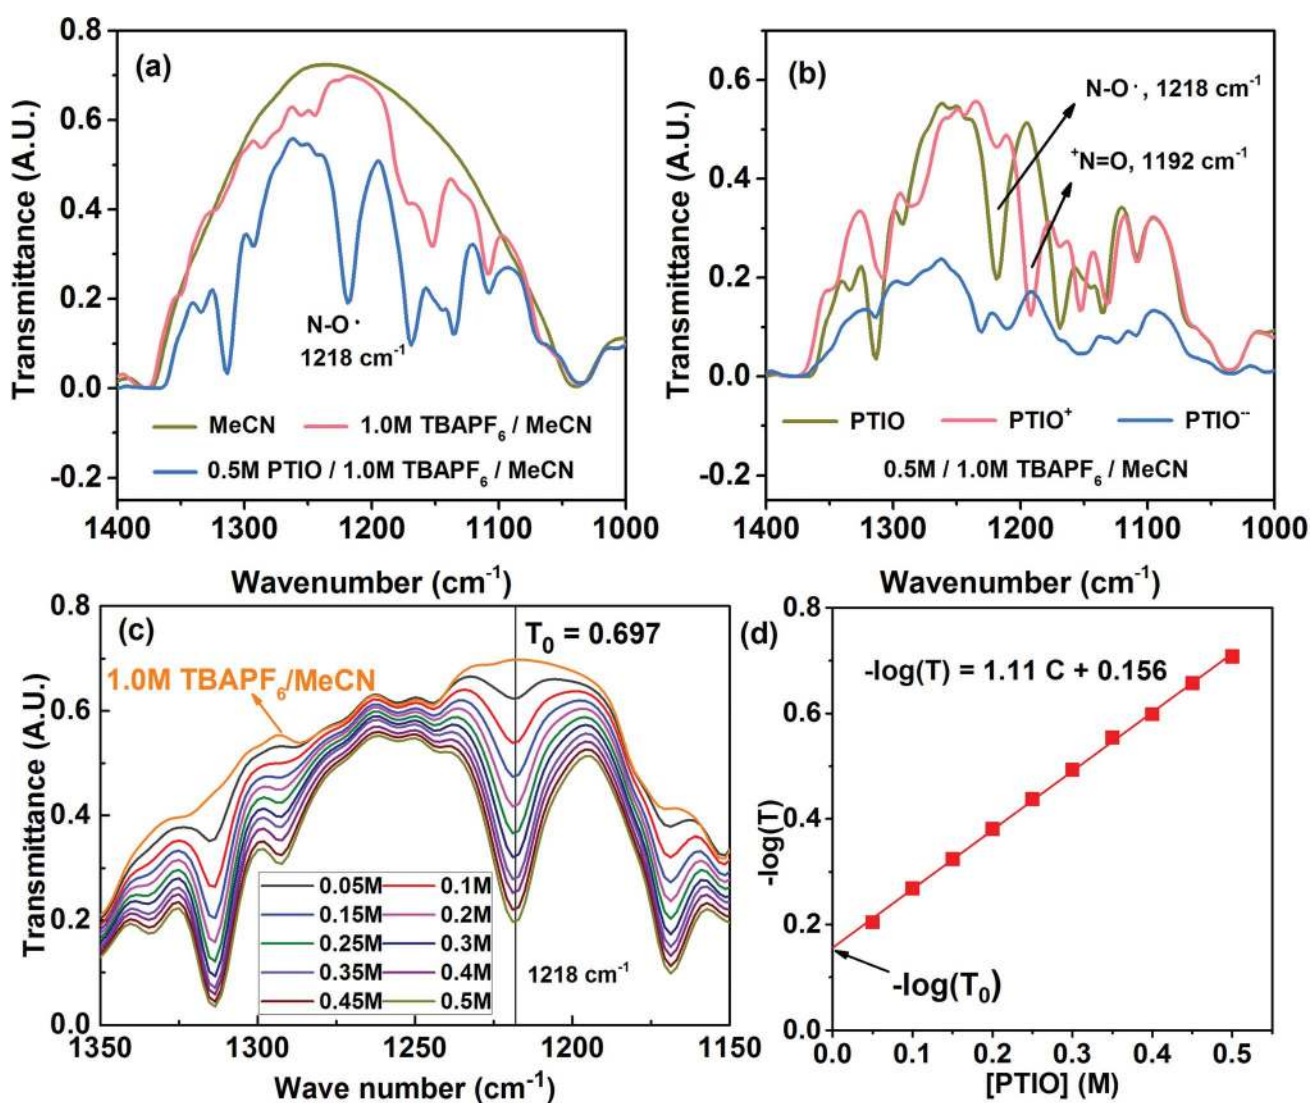 (a)
Transmittance (A.U.)
0.8
0.6
0.4
0.2
0.0
-0.2
N-O·
1218 cm⁻¹
MeCN
1.0M TBAPF₆ / MeCN
0.5M PTIO / 1.0M TBAPF₆ / MeCN
1400 1300 1200 1100 1000
Wavenumber (cm⁻¹)
(b)
Transmittance (A.U.)
0.6
0.4
0.2
0.0
-0.2
N-O·, 1218 cm⁻¹
⁺N=O, 1192 cm⁻¹
PTIO PTIO⁺ PTIO⁻⁻
0.5M / 1.0M TBAPF₆ / MeCN
1400 1300 1200 1100 1000
Wavenumber (cm⁻¹)
(c)
Transmittance (A.U.)
0.8
0.6
0.4
0.2
0.0
T₀ = 0.697
1.0M TBAPF₆/MeCN
0.05M 0.1M
0.15M 0.2M
0.25M 0.3M
0.35M 0.4M
0.45M 0.5M
1218 cm⁻¹
1350 1300 1250 1200 1150
Wave number (cm⁻¹)
(d)
-log(T)
0.8
0.6
0.4
0.2
0.0
-log(T) = 1.11 C + 0.156
-log(T₀)
0.0 0.1 0.2 0.3 0.4 0.5
[PTIO] (M)